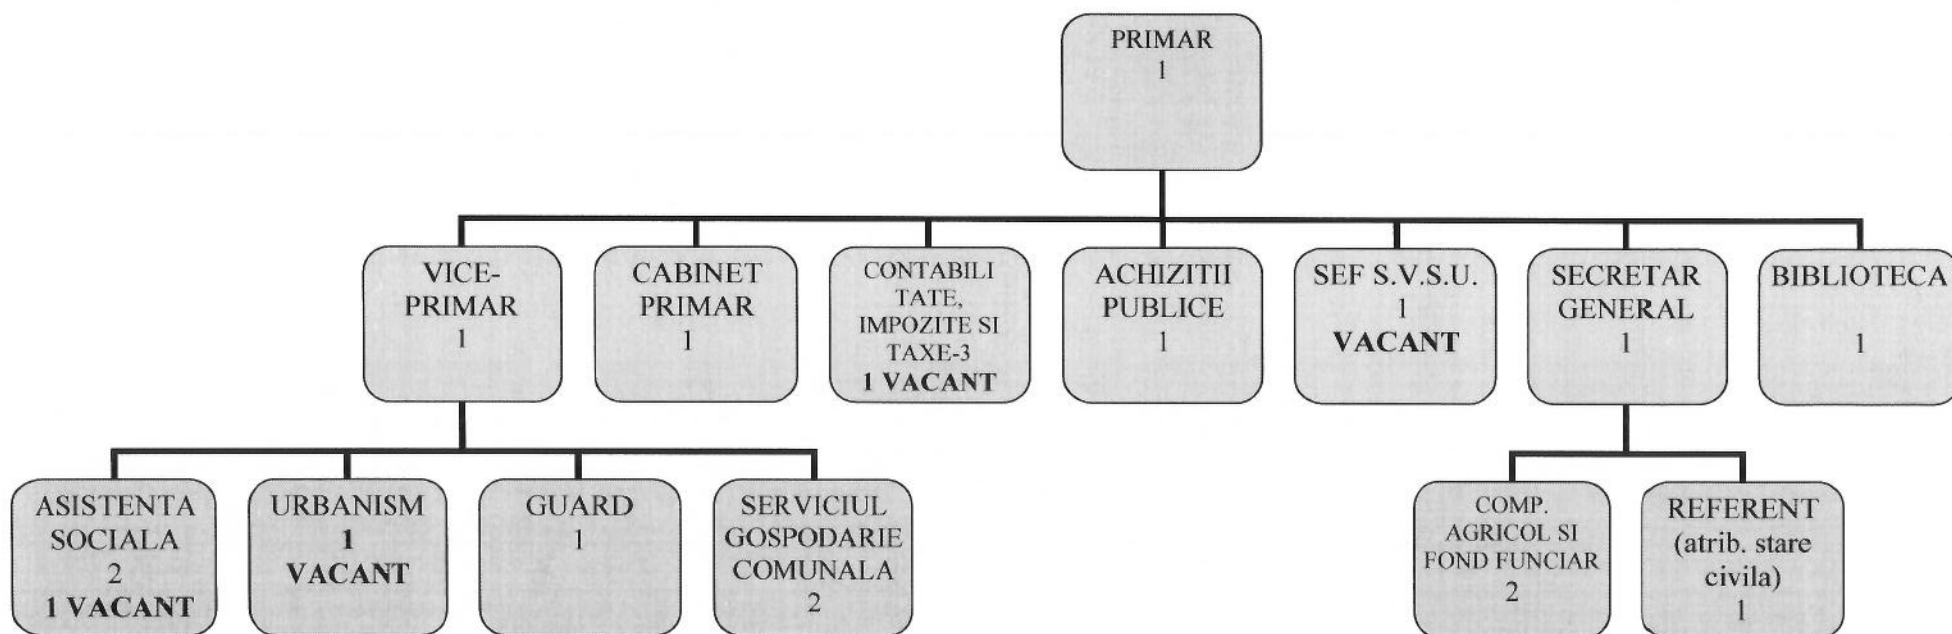 PRIMAR
1
VICE-
PRIMAR
1
CABINET
PRIMAR
1
CONTABILI
TATE,
IMPOZITE SI
TAXE-3
1 VACANT
ACHIZITII
PUBLICE
1
SEF S.V.S.U.
1
VACANT
SECRETAR
GENERAL
1
BIBLIOTECA
1
ASISTENTA
SOCIALA
2
1 VACANT
URBANISM
1
VACANT
GUARD
1
SERVICIUL
GOSPODARIE
COMUNALA
2
COMP.
AGRICOL SI
FOND FUNCIAR
2
REFERENT
(atrib. stare
civila)
1